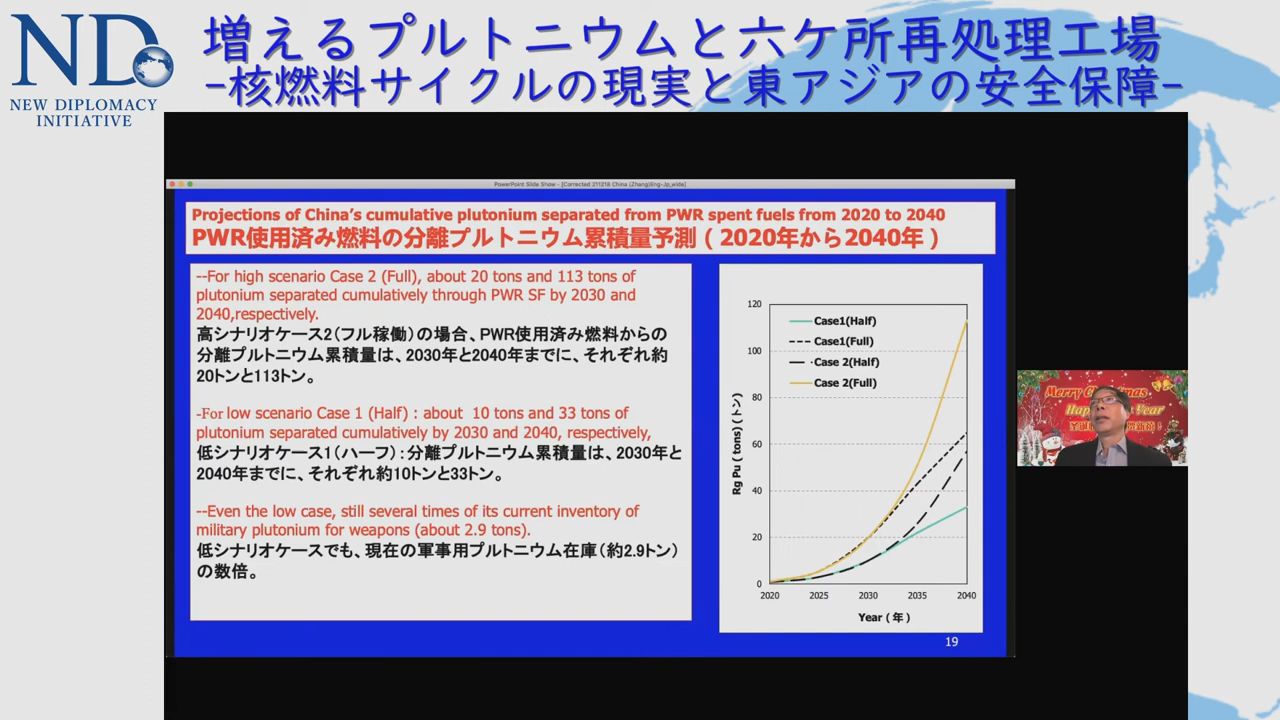 ND
NEW DIPLOMACY
INITIATIVE
増えるプルトニウムと六ケ所再処理工場
-核燃料サイクルの現実と東アジアの安全保障-
PowerPoint Slide Show - [Corrected 211218 China (Zhang)Eng-Jp_wide]
Projections of China's cumulative plutonium separated from PWR spent fuels from 2020 to 2040
PWR使用済み燃料の分離プルトニウム累積量予測（2020年から2040年）
--For high scenario Case 2 (Full), about 20 tons and 113 tons of
plutonium separated cumulatively through PWR SF by 2030 and
2040,respectively.
高シナリオケース2（フル稼働）の場合、PWR使用済み燃料からの
分離プルトニウム累積量は、2030年と2040年までに、それぞれ約
20トンと113トン。
-For low scenario Case 1 (Half) : about 10 tons and 33 tons of
plutonium separated cumulatively by 2030 and 2040, respectively,
低シナリオケース1（ハーフ）：分離プルトニウム累積量は、2030年と
2040年までに、それぞれ約10トンと33トン。
--Even the low case, still several times of its current inventory of
military plutonium for weapons (about 2.9 tons).
低シナリオケースでも、現在の軍事用プルトニウム在庫（約2.9トン）
の数倍。
Rg Pu (tons) (トン)
120
100
80
60
40
20
0
Case1(Half)
Case1(Full)
Case 2(Half)
Case 2(Full)
2020 2025 2030 2035 2040
Year ( 年 )
19
Merry Christmas